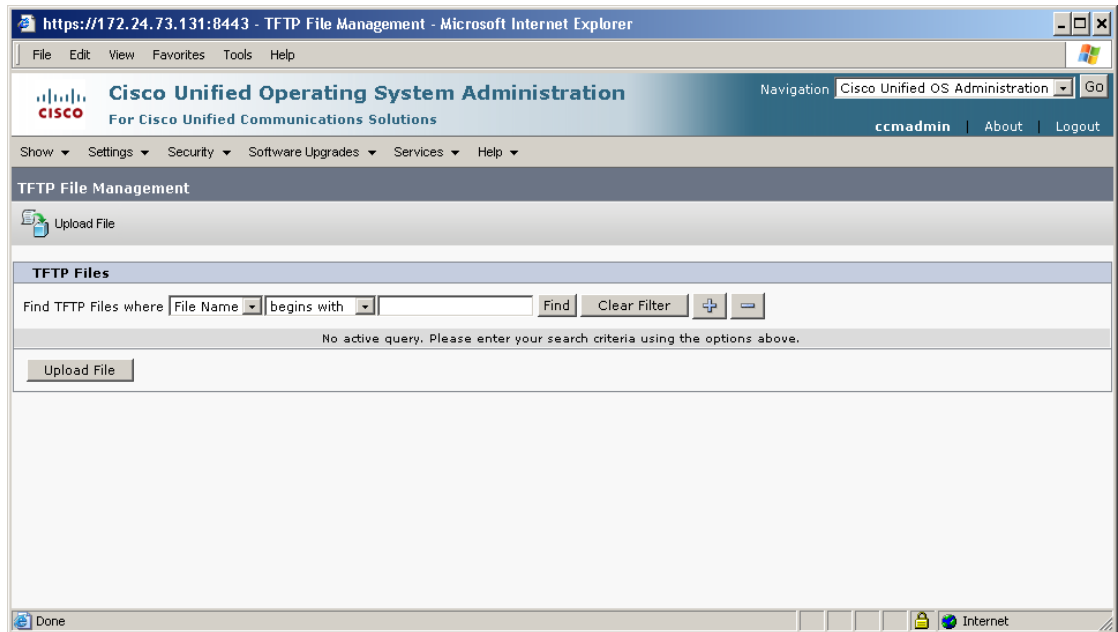 https://172.24.73.131:8443 - TFTP File Management - Microsoft Internet Explorer
File Edit View Favorites Tools Help
CISCO
Cisco Unified Operating System Administration
For Cisco Unified Communications Solutions
Navigation Cisco Unified OS Administration Go
ccmadmin | About | Logout
Show Settings Security Software Upgrades Services Help
TFTP File Management
Upload File
TFTP Files
Find TFTP Files where File Name begins with Find Clear Filter
No active query. Please enter your search criteria using the options above.
Upload File
Done Internet